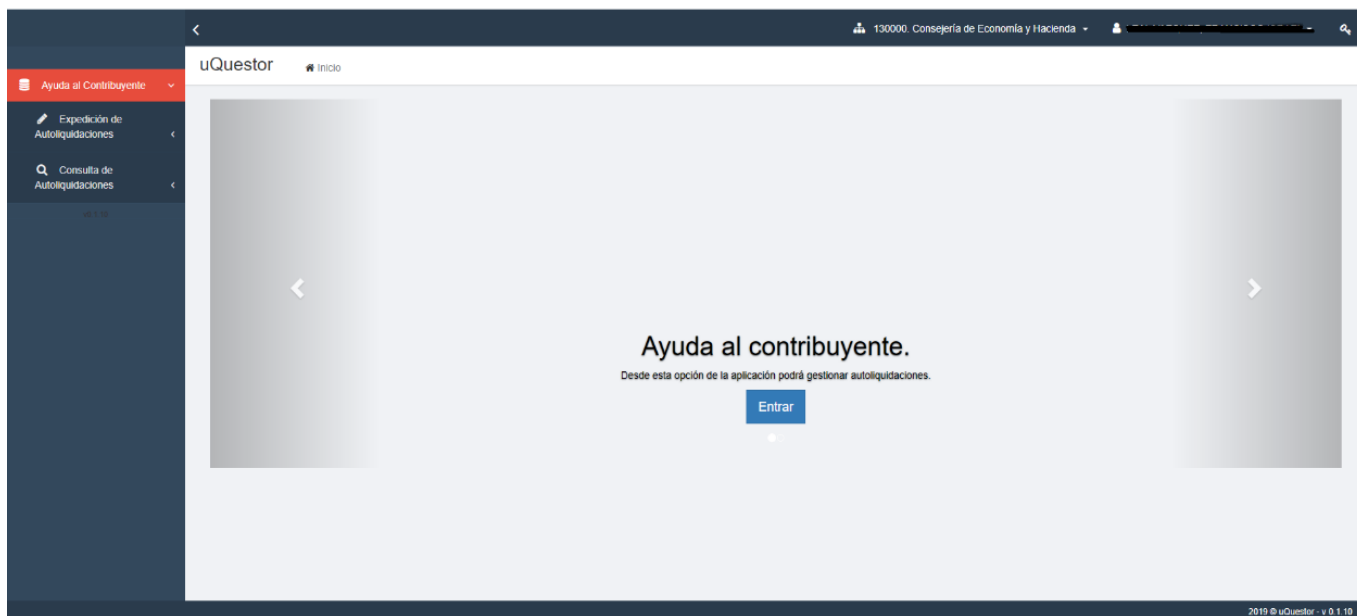 130000. Consejería de Economía y Hacienda
uQuestor
Inicio
Ayuda al Contribuyente
Expedición de
Autoliquidaciones
Consulta de
Autoliquidaciones
Ayuda al contribuyente.
Desde esta opción de la aplicación podrá gestionar autoliquidaciones.
Entrar
2019 © uQuestor - v 0.1.10